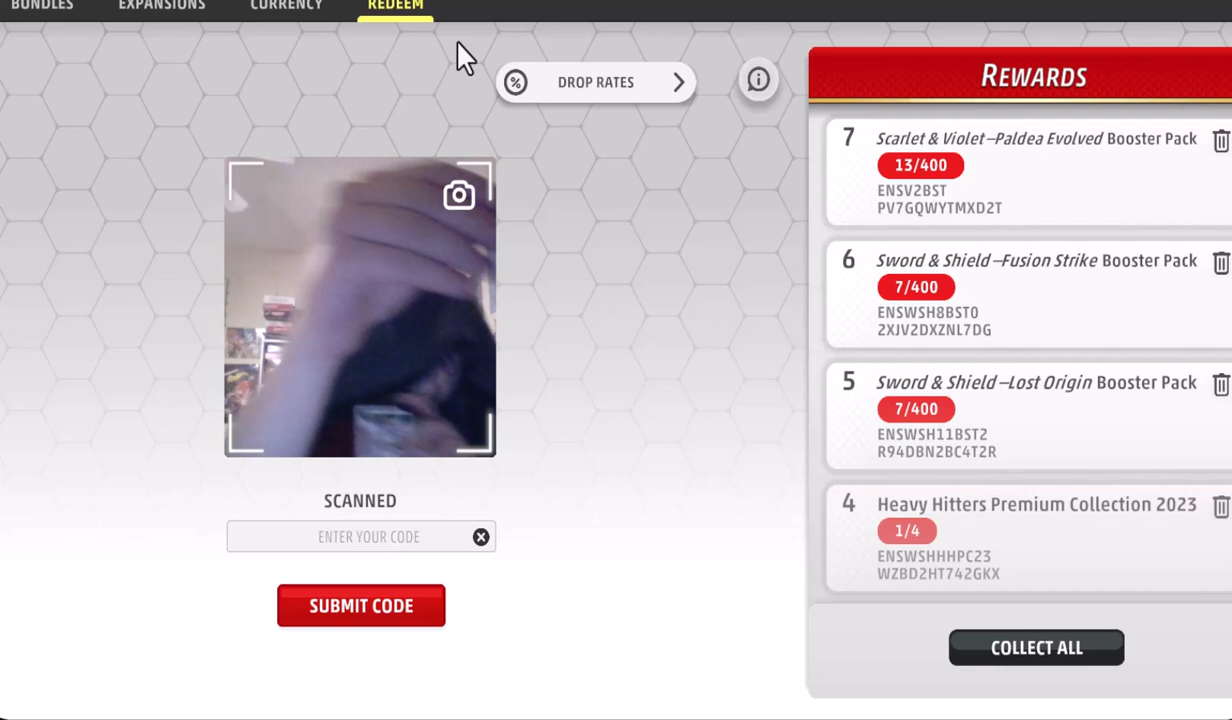 BUNDLES EXPANSIONS CURRENCY REDEEM
% DROP RATES
REWARDS
7 Scarlet & Violet—Paldea Evolved Booster Pack
13/400
ENSV2BST
PV7GQWYTMXD2T
6 Sword & Shield—Fusion Strike Booster Pack
7/400
ENSWSH8BST0
2XJV2DXZNL7DG
5 Sword & Shield—Lost Origin Booster Pack
7/400
ENSWSH11BST2
R94DBN2BC4T2R
4 Heavy Hitters Premium Collection 2023
1/4
ENSWSHHHPC23
WZBD2HT742GKX
SCANNED
ENTER YOUR CODE
SUBMIT CODE
COLLECT ALL